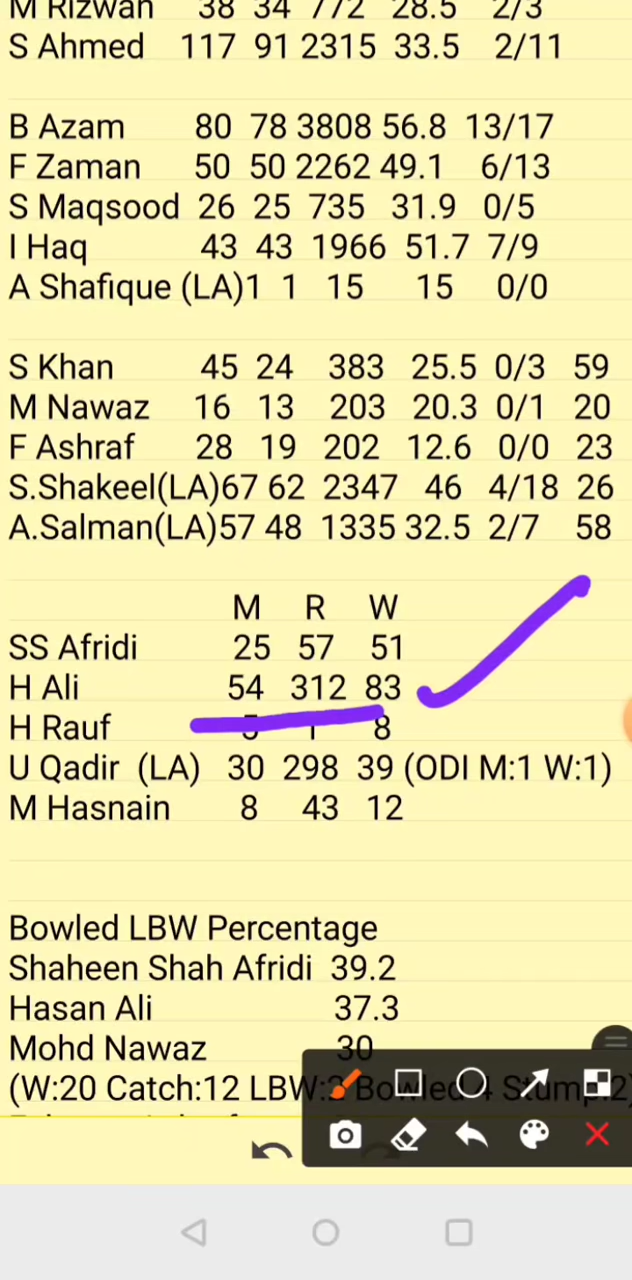 M Rizwan 38 34 772 28.5 2/3
S Ahmed 117 91 2315 33.5 2/11
B Azam 80 78 3808 56.8 13/17
F Zaman 50 50 2262 49.1 6/13
S Maqsood 26 25 735 31.9 0/5
I Haq 43 43 1966 51.7 7/9
A Shafique (LA)1 1 15 15 0/0
S Khan 45 24 383 25.5 0/3 59
M Nawaz 16 13 203 20.3 0/1 20
F Ashraf 28 19 202 12.6 0/0 23
S.Shakeel(LA)67 62 2347 46 4/18 26
A.Salman(LA)57 48 1335 32.5 2/7 58
M R W
SS Afridi 25 57 51
H Ali 54 312 83
H Rauf 8
U Qadir (LA) 30 298 39 (ODI M:1 W:1)
M Hasnain 8 43 12
Bowled LBW Percentage
Shaheen Shah Afridi 39.2
Hasan Ali 37.3
Mohd Nawaz 30
(W:20 Catch:12 LBW:2 Bowled 4 Stump:2)